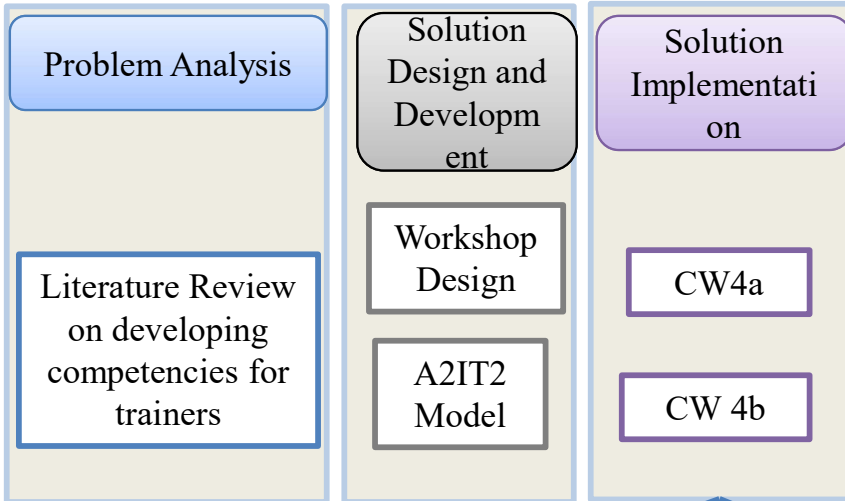 Problem Analysis
Literature Review
on developing
competencies for
trainers
Solution
Design and
Developm
ent
Workshop
Design
A2IT2
Model
Solution
Implementati
on
CW4a
CW 4b